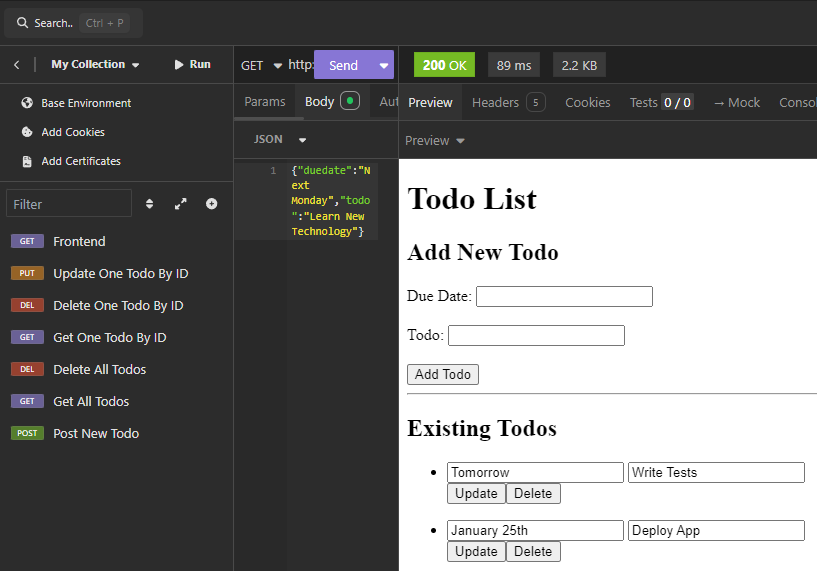 Search.. Ctrl + P
My Collection Run
Base Environment
Add Cookies
Add Certificates
Filter
GET Frontend
PUT Update One Todo By ID
DEL Delete One Todo By ID
GET Get One Todo By ID
DEL Delete All Todos
GET Get All Todos
POST Post New Todo
GET http: Send
Params Body Aut
JSON
1 {"duedate":"N
ext
Monday","todo
":"Learn New
Technology"}
200 OK 89 ms 2.2 KB
Preview Headers 5 Cookies Tests 0 / 0 → Mock Consol
Preview
Todo List
Add New Todo
Due Date:
Todo:
Add Todo
Existing Todos
Tomorrow Write Tests
Update Delete
January 25th Deploy App
Update Delete